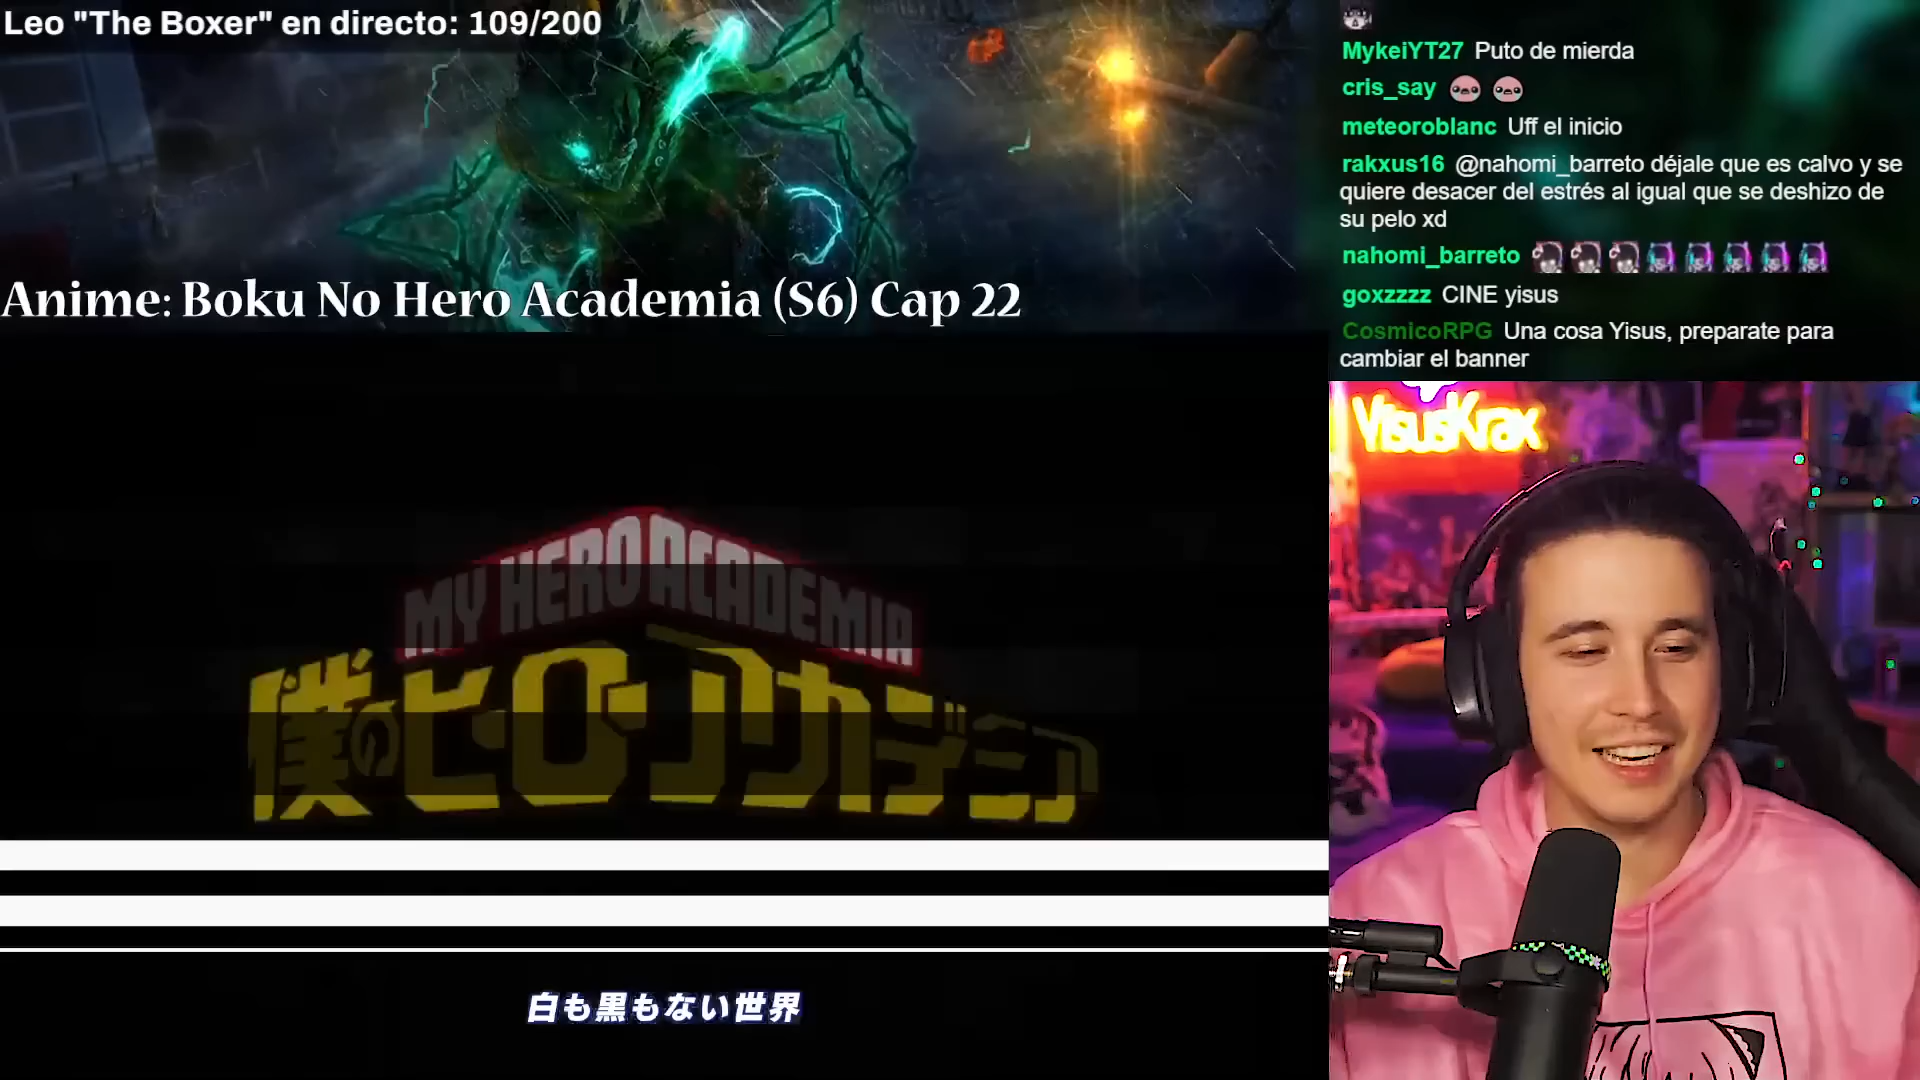 Leo "The Boxer" en directo: 109/200
Anime: Boku No Hero Academia (S6) Cap 22
MY HERO ACADEMIA
僕のヒーローアカデミア
白も黒もない世界
MykeiYT27 Puto de mierda
cris_say
meteoroblanc Uff el inicio
rakxus16 @nahomi_barreto déjale que es calvo y se
quiere desacer del estrés al igual que se deshizo de
su pelo xd
nahomi_barreto
goxzzzz CINE yisus
CosmicoRPG Una cosa Yisus, preparate para
cambiar el banner
YisusKrax